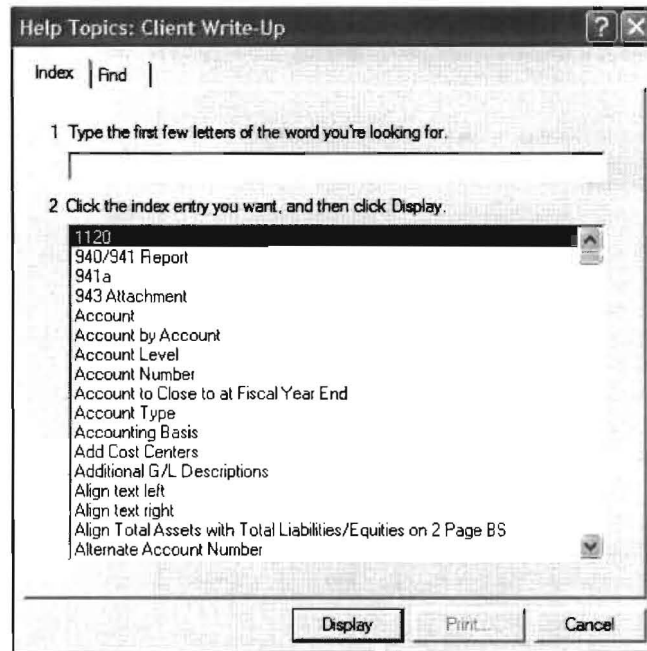 Help Topics: Client Write-Up
Index
Find
1 Type the first few letters of the word you're looking for.
2 Click the index entry you want, and then click Display.
1120
940/941 Report
941a
943 Attachment
Account
Account by Account
Account Level
Account Number
Account to Close to at Fiscal Year End
Account Type
Accounting Basis
Add Cost Centers
Additional G/L Descriptions
Align text left
Align text right
Align Total Assets with Total Liabilities/Equities on 2 Page BS
Alternate Account Number
Display
Print...
Cancel